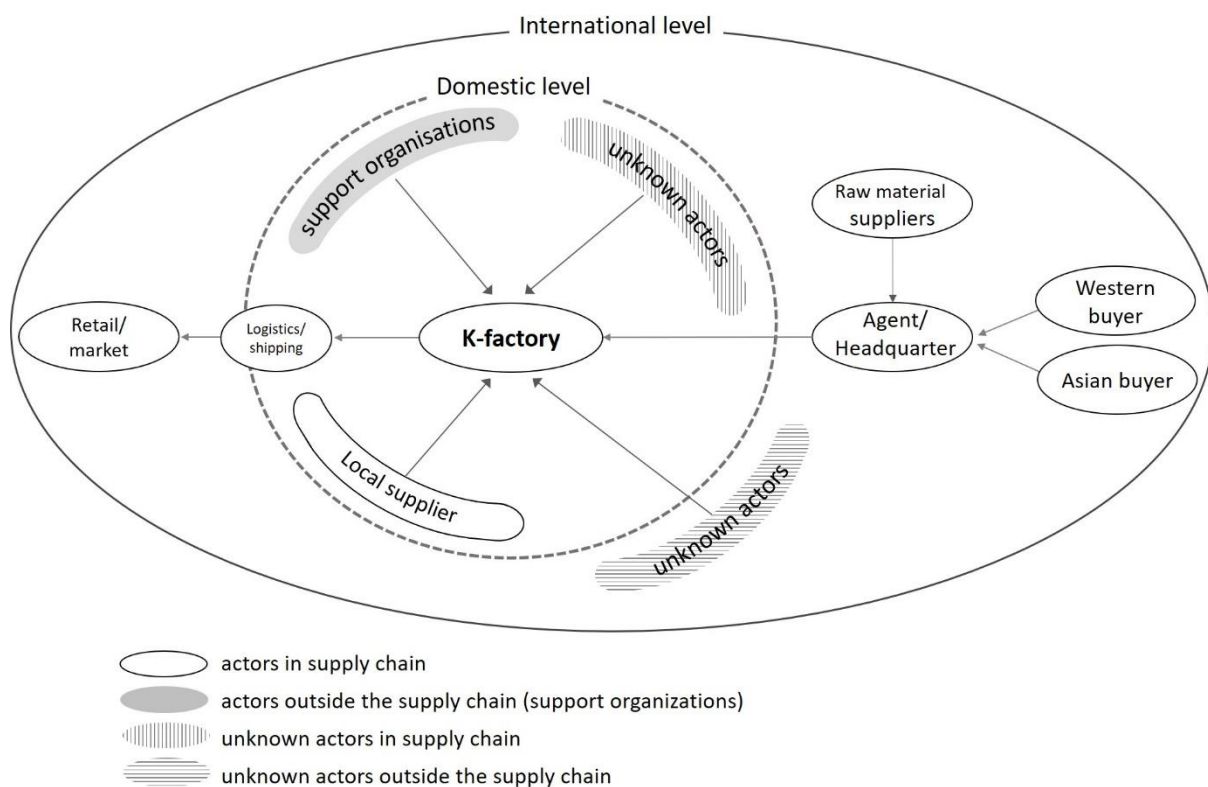 International level
Domestic level
support organisations
unknown actors
Raw material
suppliers
Western
buyer
Retail/
market
Logistics/
shipping
K-factory
Agent/
Headquarter
Asian buyer
Local supplier
unknown actors
actors in supply chain
actors outside the supply chain (support organizations)
unknown actors in supply chain
unknown actors outside the supply chain